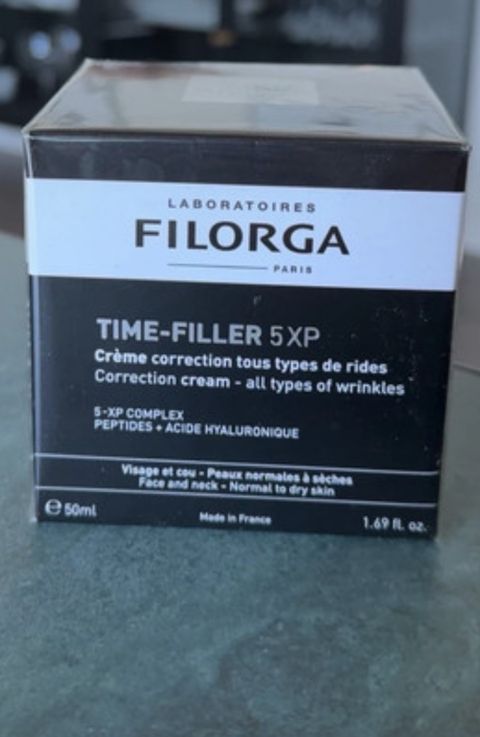 LABORATOIRES
FILORGA
PARIS
TIME-FILLER 5XP
Crème correction tous types de rides
Correction cream - all types of wrinkles
5-XP COMPLEX
PEPTIDES + ACIDE HYALURONIQUE
Visage et cou - Peaux normales à sèches
Face and neck - Normal to dry skin
℮ 50ml Made in France 1.69 fl. oz.